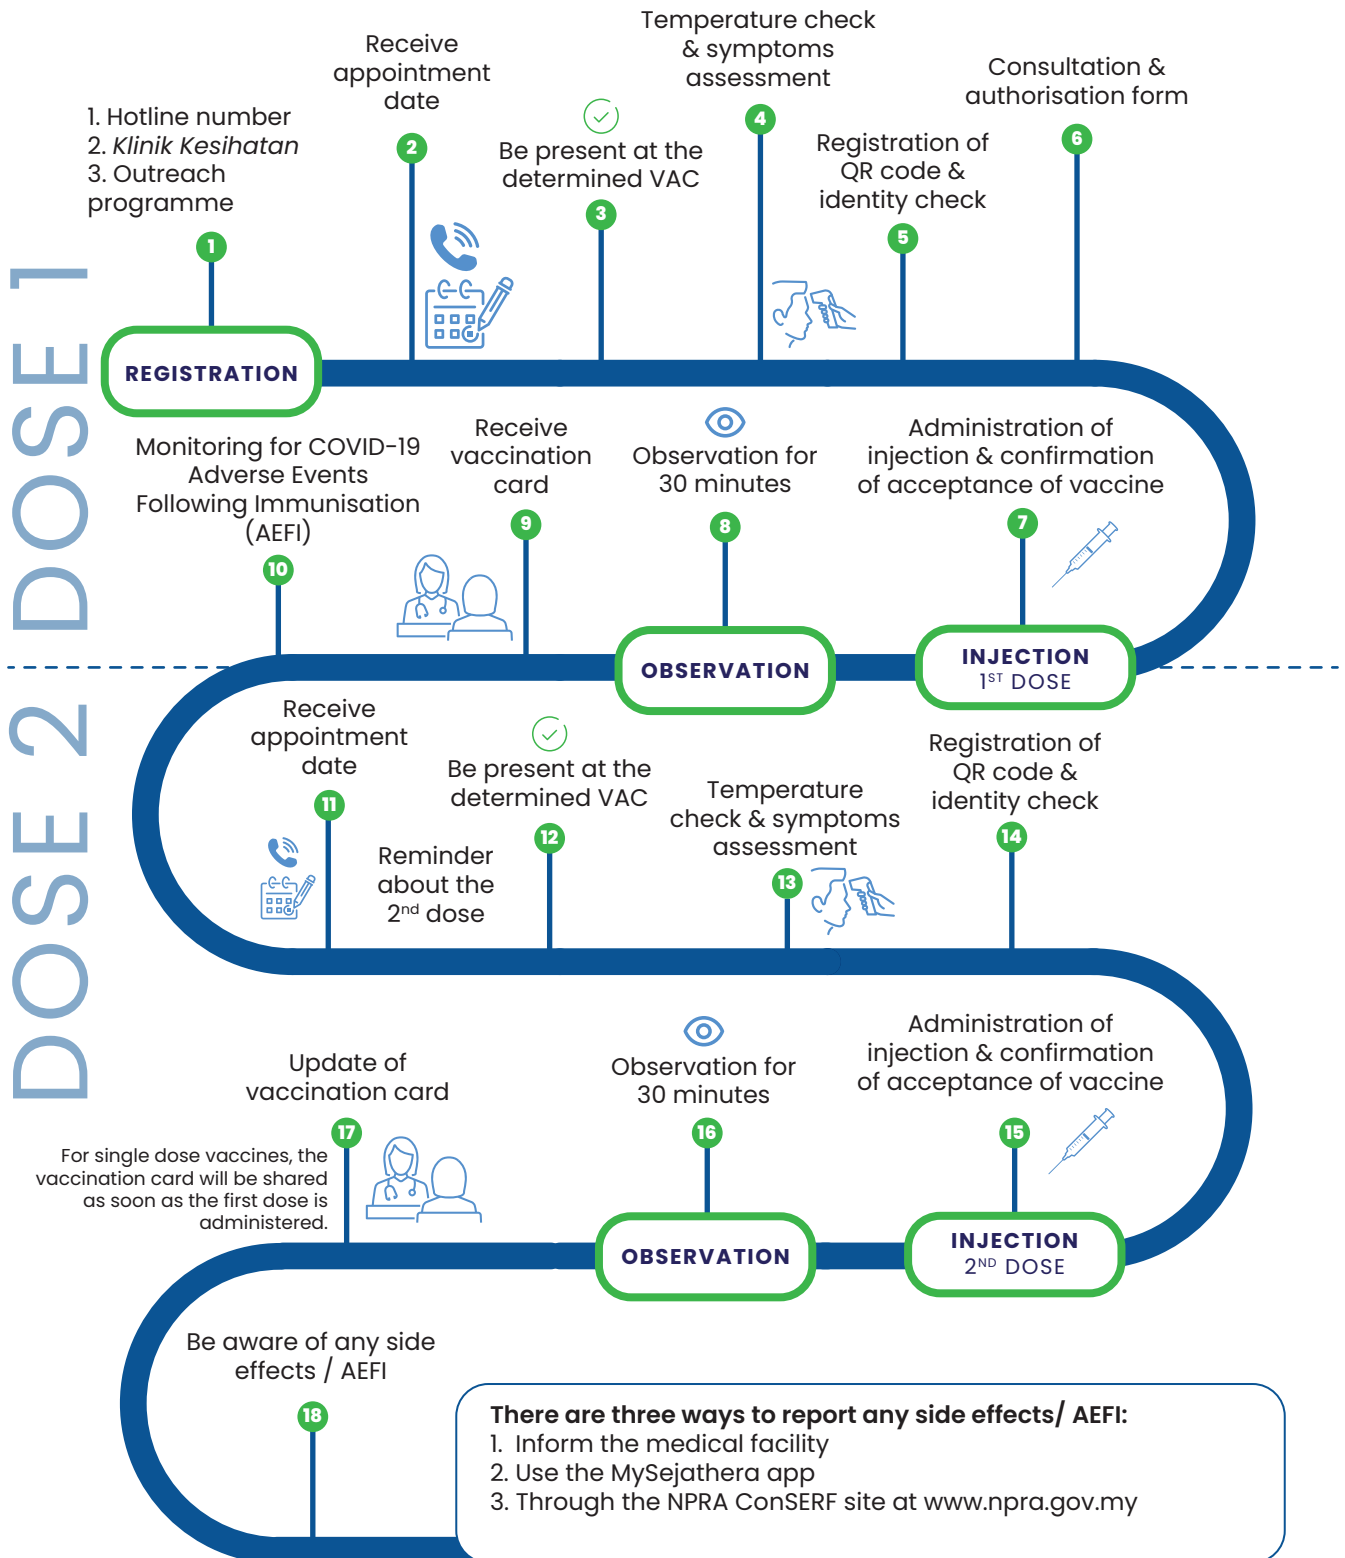 DOSE 1
1. Hotline number
2. Klinik Kesihatan
3. Outreach
programme
1
Receive
appointment
date
2
Be present at the
determined VAC
3
Temperature check
& symptoms
assessment
4
Registration of
QR code &
identity check
5
Consultation &
authorisation form
6
REGISTRATION
Administration of
injection & confirmation
of acceptance of vaccine
7
INJECTION
1ST DOSE
Observation for
30 minutes
8
OBSERVATION
Receive
vaccination
card
9
Monitoring for COVID-19
Adverse Events
Following Immunisation
(AEFI)
10
DOSE 2
Receive
appointment
date
11
Reminder
about the
2nd dose
Be present at the
determined VAC
12
Temperature
check & symptoms
assessment
13
Registration of
QR code &
identity check
14
Administration of
injection & confirmation
of acceptance of vaccine
15
INJECTION
2ND DOSE
Observation for
30 minutes
16
OBSERVATION
Update of
vaccination card
17
For single dose vaccines, the
vaccination card will be shared
as soon as the first dose is
administered.
Be aware of any side
effects / AEFI
18
There are three ways to report any side effects/ AEFI:
1. Inform the medical facility
2. Use the MySejathera app
3. Through the NPRA ConSERF site at www.npra.gov.my